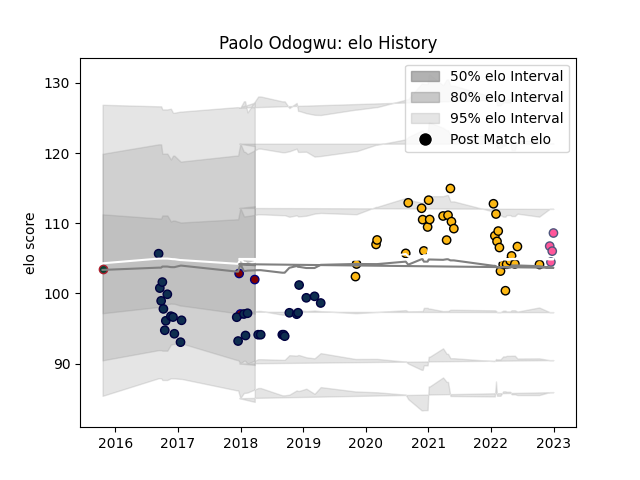 Paolo Odogwu: elo History
50% elo Interval
80% elo Interval
95% elo Interval
Post Match elo
elo score
130
120
110
100
90
2016 2017 2018 2019 2020 2021 2022 2023